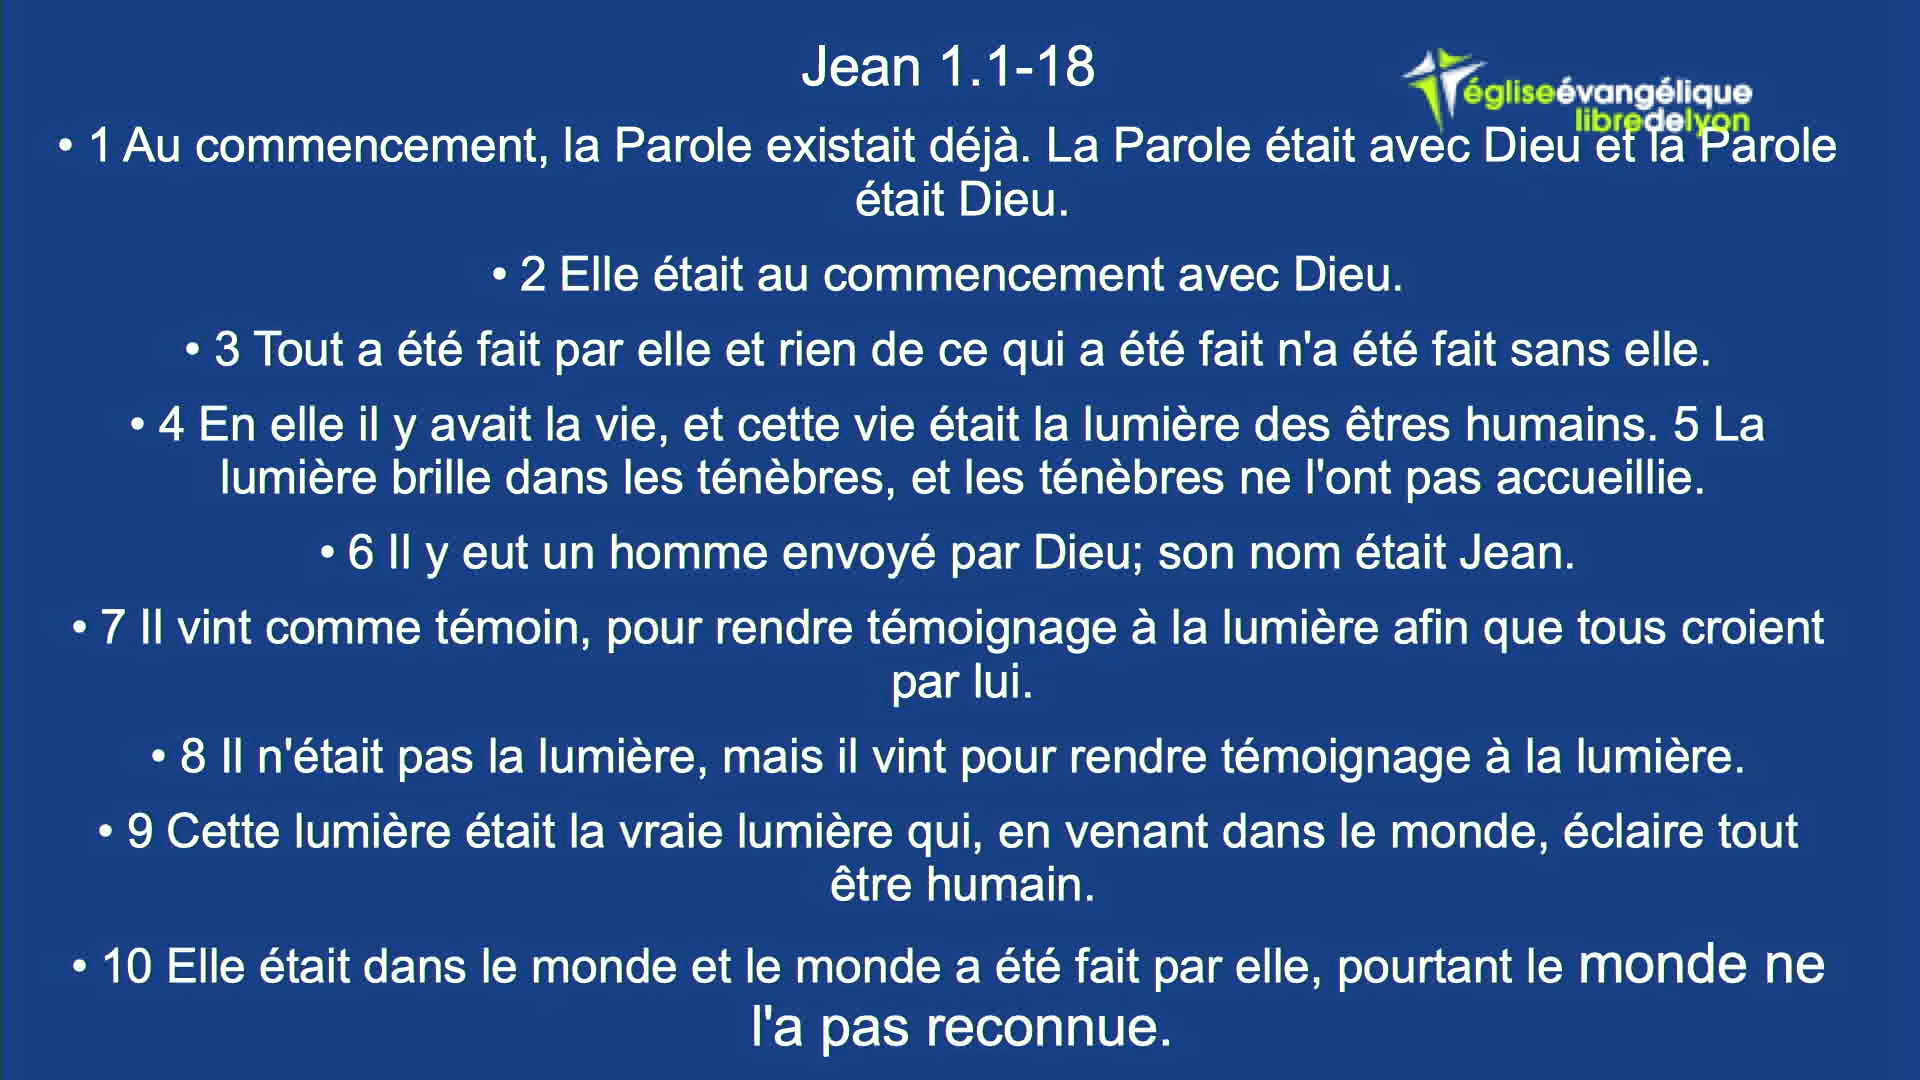 Jean 1.1-18
égliseévangélique
libredelyon
• 1 Au commencement, la Parole existait déjà. La Parole était avec Dieu et la Parole
était Dieu.
• 2 Elle était au commencement avec Dieu.
• 3 Tout a été fait par elle et rien de ce qui a été fait n'a été fait sans elle.
• 4 En elle il y avait la vie, et cette vie était la lumière des êtres humains. 5 La
lumière brille dans les ténèbres, et les ténèbres ne l'ont pas accueillie.
• 6 Il y eut un homme envoyé par Dieu; son nom était Jean.
• 7 Il vint comme témoin, pour rendre témoignage à la lumière afin que tous croient
par lui.
• 8 Il n'était pas la lumière, mais il vint pour rendre témoignage à la lumière.
• 9 Cette lumière était la vraie lumière qui, en venant dans le monde, éclaire tout
être humain.
• 10 Elle était dans le monde et le monde a été fait par elle, pourtant le monde ne
l'a pas reconnue.